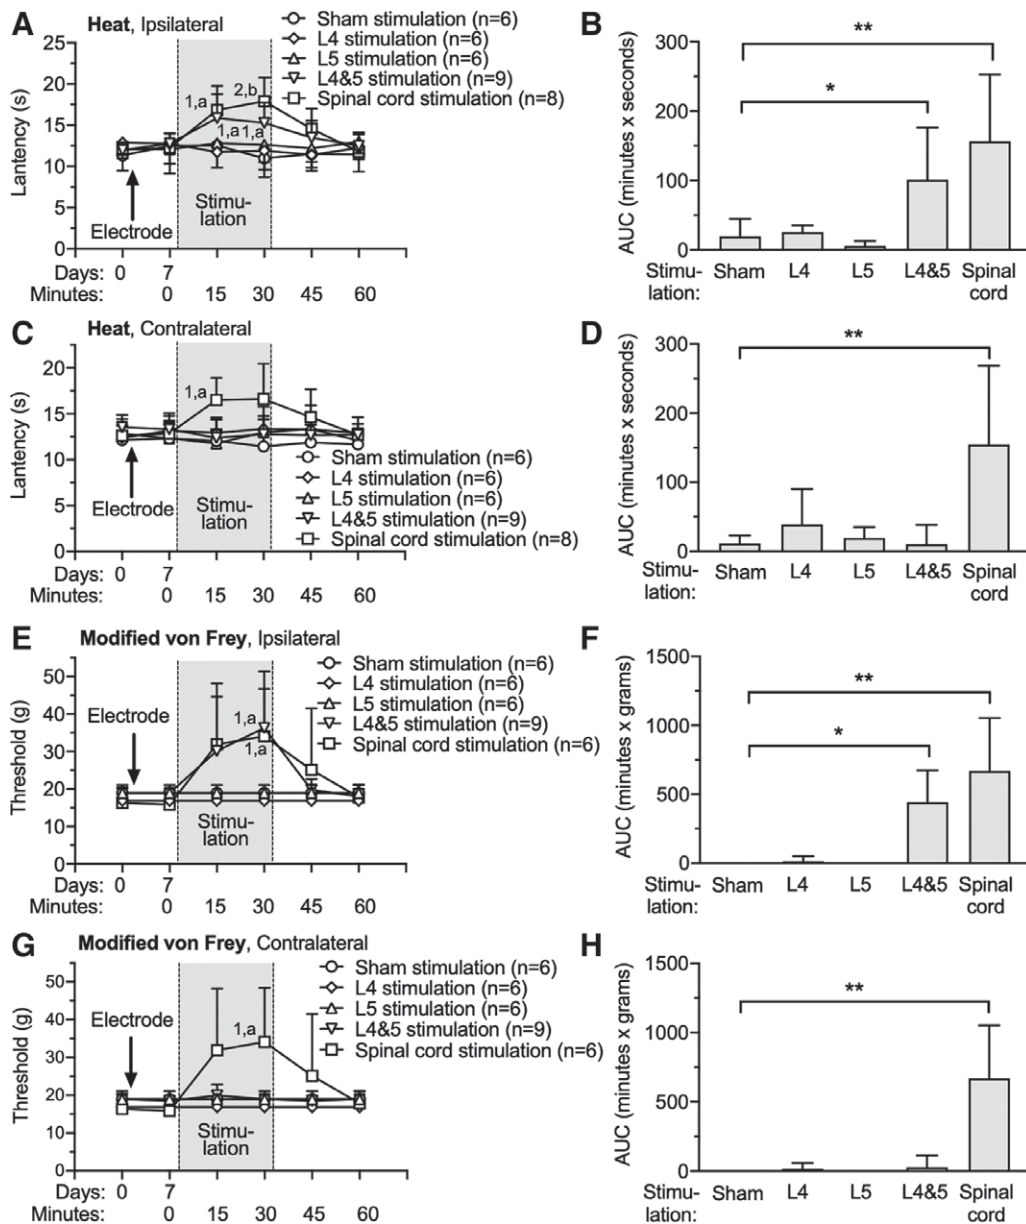 A
Heat, Ipsilateral
Sham stimulation (n=6)
L4 stimulation (n=6)
L5 stimulation (n=6)
L4&5 stimulation (n=9)
Spinal cord stimulation (n=8)
25
20
15
10
5
0
Lantency (s)
1,a
2,b
1,a
1,a
Electrode
Stimu-
lation
Days: 0 7
Minutes: 0 15 30 45 60
B
300
200
100
0
AUC (minutes x seconds)
**
*
Stimu-
lation:
Sham L4 L5 L4&5 Spinal
cord
C
Heat, Contralateral
20
15
10
5
0
Lantency (s)
1,a
Electrode
Stimu-
lation
Sham stimulation (n=6)
L4 stimulation (n=6)
L5 stimulation (n=6)
L4&5 stimulation (n=9)
Spinal cord stimulation (n=8)
Days: 0 7
Minutes: 0 15 30 45 60
D
300
200
100
0
AUC (minutes x seconds)
**
Stimu-
lation:
Sham L4 L5 L4&5 Spinal
cord
E
Modified von Frey, Ipsilateral
Sham stimulation (n=6)
L4 stimulation (n=6)
L5 stimulation (n=6)
L4&5 stimulation (n=9)
Spinal cord stimulation (n=6)
50
40
30
20
10
0
Threshold (g)
Electrode
1,a
1,a
Stimu-
lation
Days: 0 7
Minutes: 0 15 30 45 60
F
1500
1000
500
0
AUC (minutes x grams)
**
*
Stimu-
lation:
Sham L4 L5 L4&5 Spinal
cord
G
Modified von Frey, Contralateral
Sham stimulation (n=6)
L4 stimulation (n=6)
L5 stimulation (n=6)
L4&5 stimulation (n=9)
Spinal cord stimulation (n=6)
50
40
30
20
10
0
Threshold (g)
Electrode
1,a
Stimu-
lation
Days: 0 7
Minutes: 0 15 30 45 60
H
1500
1000
500
0
AUC (minutes x grams)
**
Stimu-
lation:
Sham L4 L5 L4&5 Spinal
cord